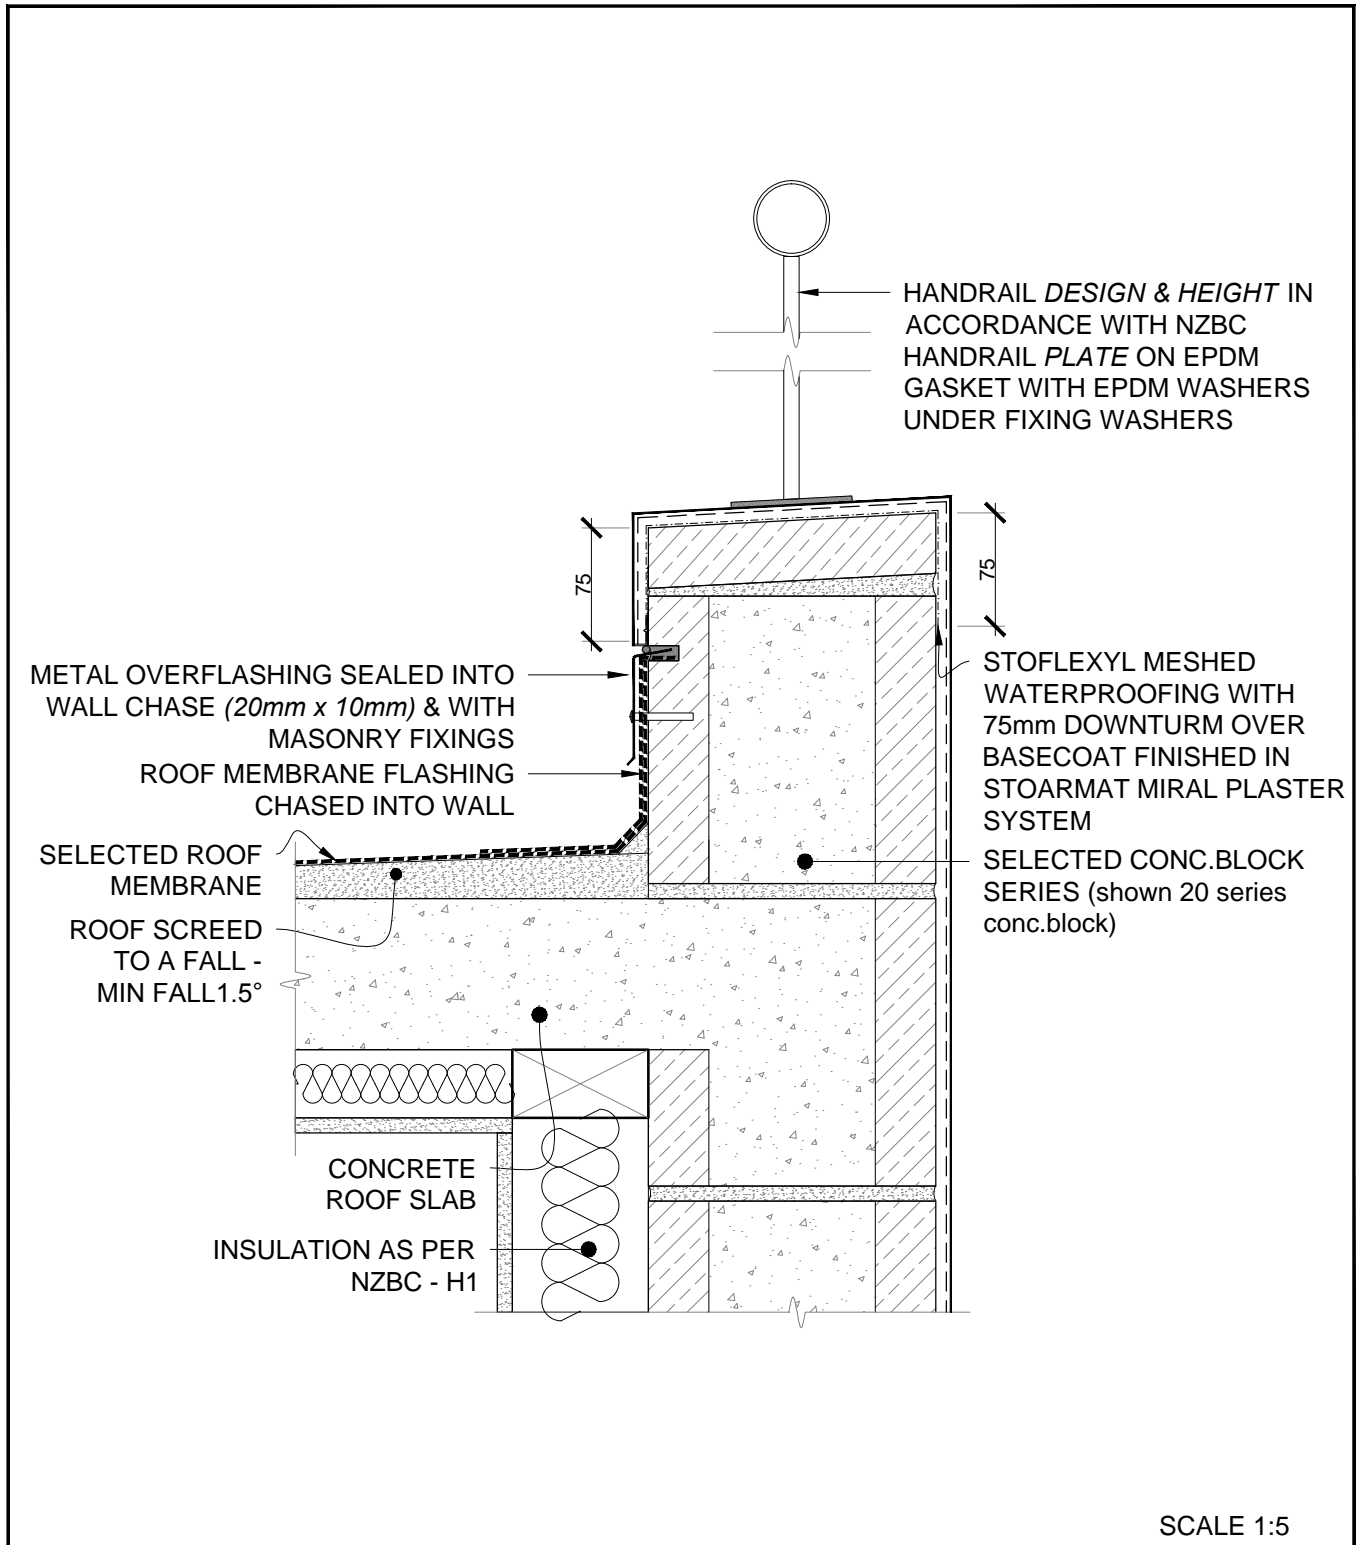 HANDRAIL DESIGN & HEIGHT IN
ACCORDANCE WITH NZBC
HANDRAIL PLATE ON EPDM
GASKET WITH EPDM WASHERS
UNDER FIXING WASHERS
75
75
METAL OVERFLASHING SEALED INTO
WALL CHASE (20mm x 10mm) & WITH
MASONRY FIXINGS
ROOF MEMBRANE FLASHING
CHASED INTO WALL
SELECTED ROOF
MEMBRANE
ROOF SCREED
TO A FALL -
MIN FALL1.5°
STOFLEXYL MESHED
WATERPROOFING WITH
75mm DOWNTURM OVER
BASECOAT FINISHED IN
STOARMAT MIRAL PLASTER
SYSTEM
SELECTED CONC.BLOCK
SERIES (shown 20 series
conc.block)
CONCRETE
ROOF SLAB
INSULATION AS PER
NZBC - H1
SCALE 1:5